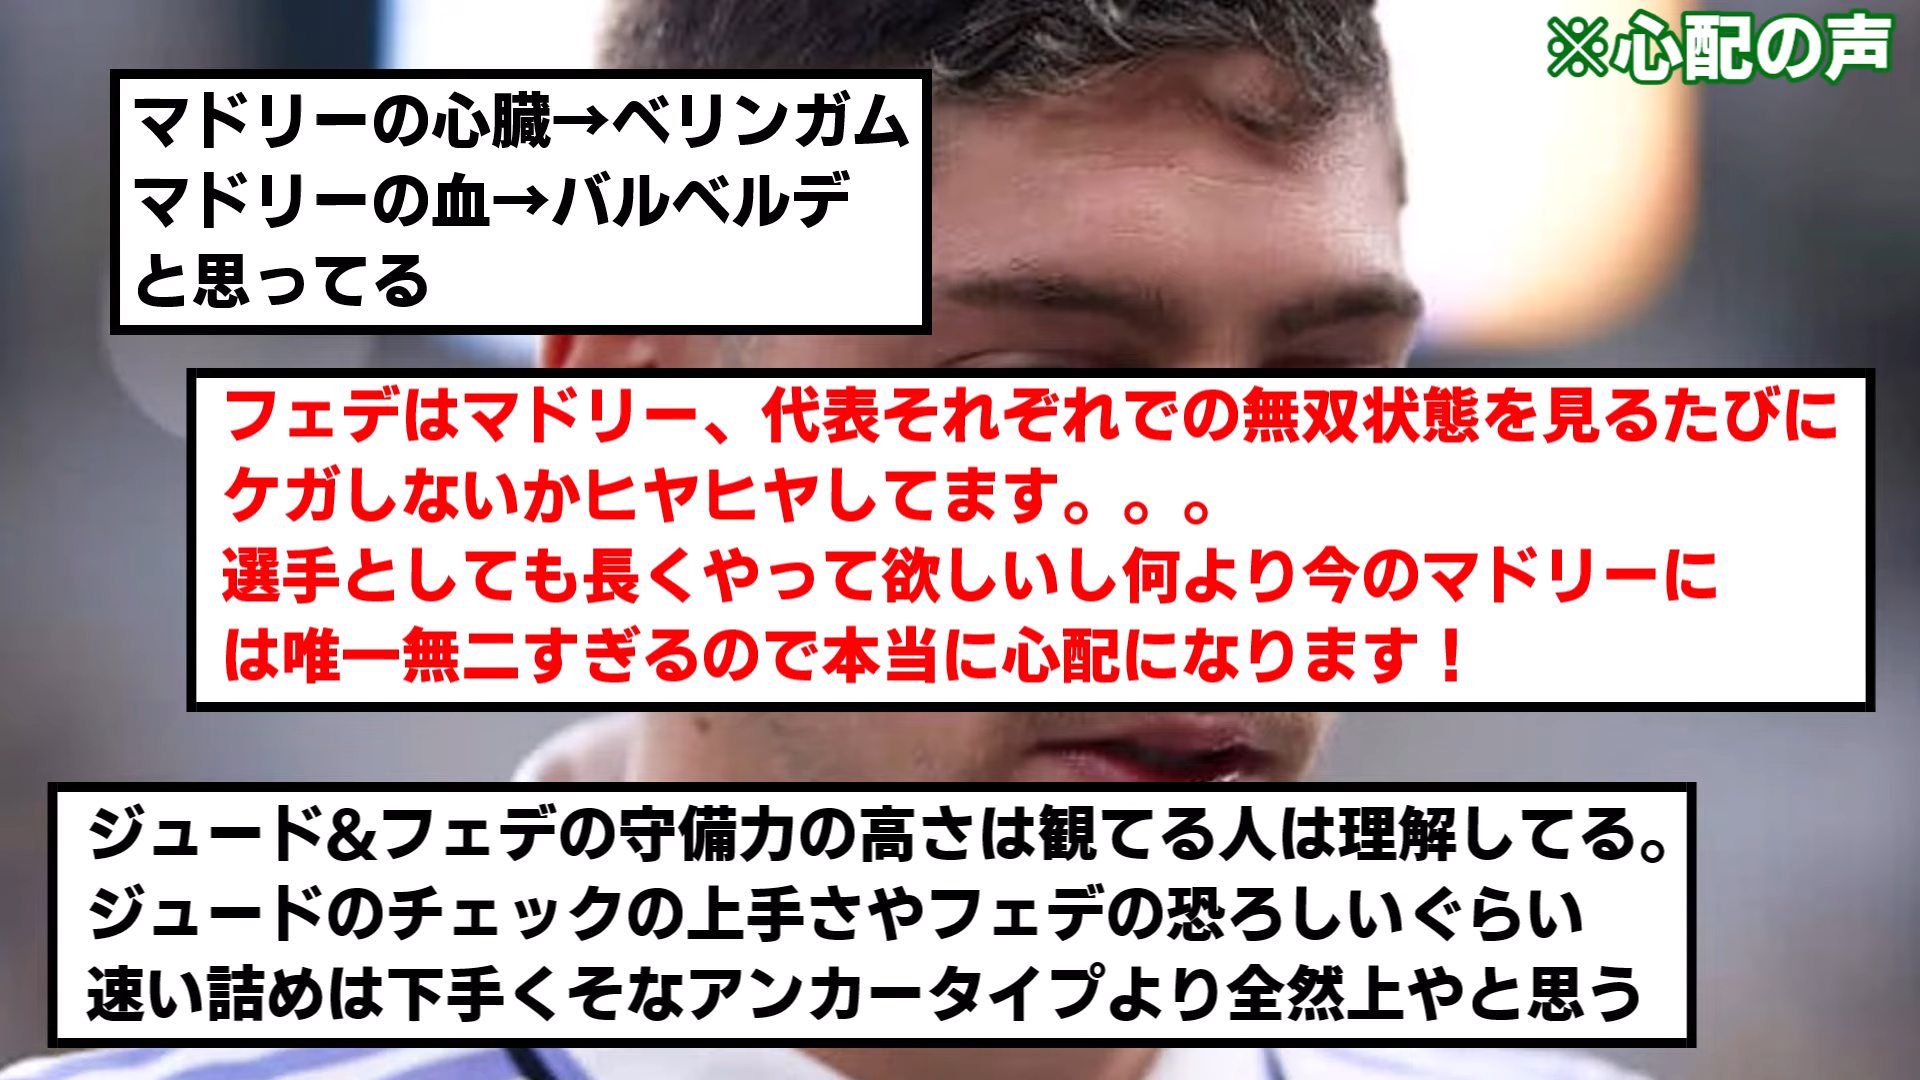 ※心配の声
マドリーの心臓→ベリンガム
マドリーの血→バルベルデ
と思ってる
フェデはマドリー、代表それぞれでの無双状態を見るたびに
ケガしないかヒヤヒヤしてます。。。
選手としても長くやって欲しいし何より今のマドリーに
は唯一無二すぎるので本当に心配になります！
ジュード&フェデの守備力の高さは観てる人は理解してる。
ジュードのチェックの上手さやフェデの恐ろしいぐらい
速い詰めは下手くそなアンカータイプより全然上やと思う